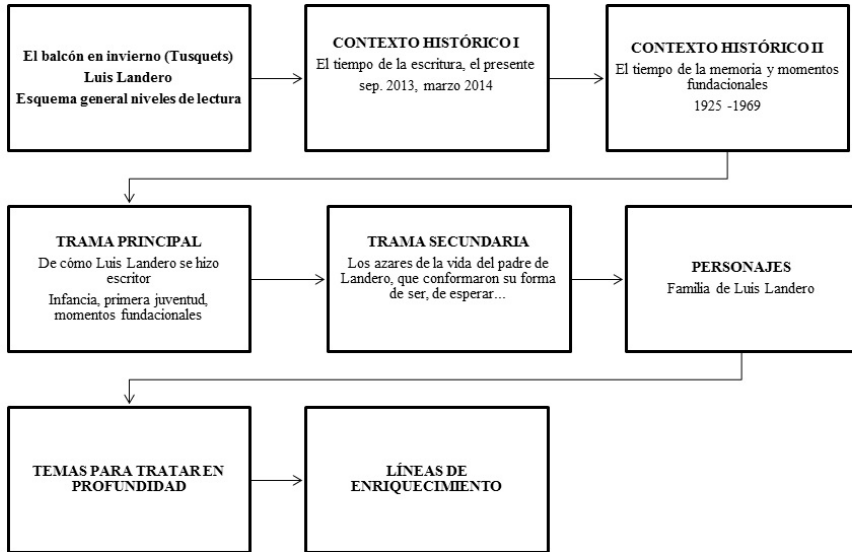 El balcón en invierno (Tusquets)
Luis Landero
Esquema general niveles de lectura
CONTEXTO HISTÓRICO I
El tiempo de la escritura, el presente
sep. 2013, marzo 2014
CONTEXTO HISTÓRICO II
El tiempo de la memoria y momentos
fundacionales
1925 -1969
TRAMA PRINCIPAL
De cómo Luis Landero se hizo
escritor
Infancia, primera juventud,
momentos fundacionales
TRAMA SECUNDARIA
Los azares de la vida del padre de
Landero, que conformaron su forma
de ser, de esperar...
PERSONAJES
Familia de Luis Landero
TEMAS PARA TRATAR EN
PROFUNDIDAD
LÍNEAS DE
ENRIQUECIMIENTO